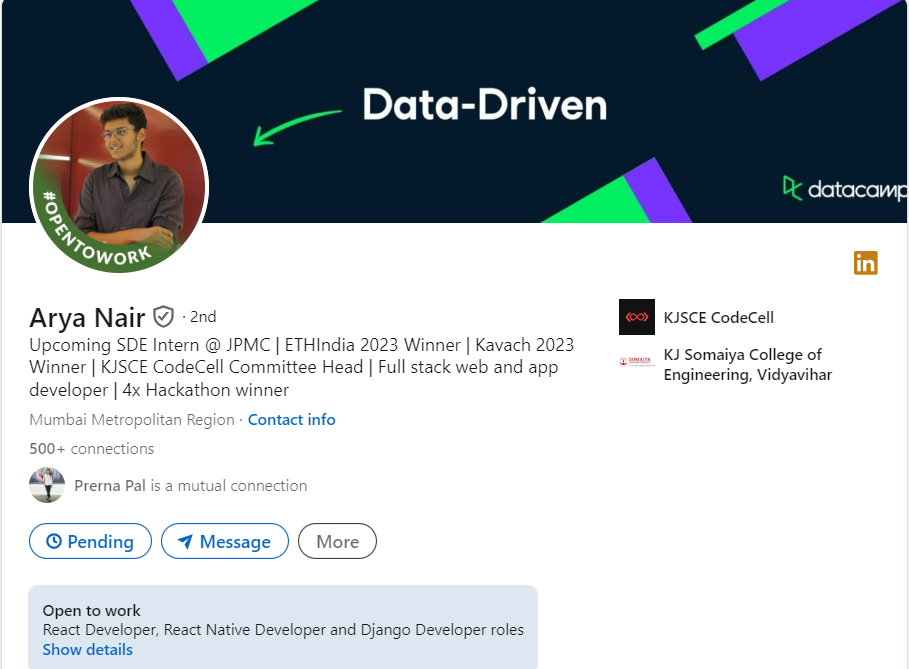 Data-Driven
datacamp
#OPENTOWORK
in
Arya Nair · 2nd
Upcoming SDE Intern @ JPMC | ETHIndia 2023 Winner | Kavach 2023
Winner | KJSCE CodeCell Committee Head | Full stack web and app
developer | 4x Hackathon winner
Mumbai Metropolitan Region · Contact info
500+ connections
Prerna Pal is a mutual connection
KJSCE CodeCell
SOMAIYA
KJ Somaiya College of
Engineering, Vidyavihar
Pending
Message
More
Open to work
React Developer, React Native Developer and Django Developer roles
Show details